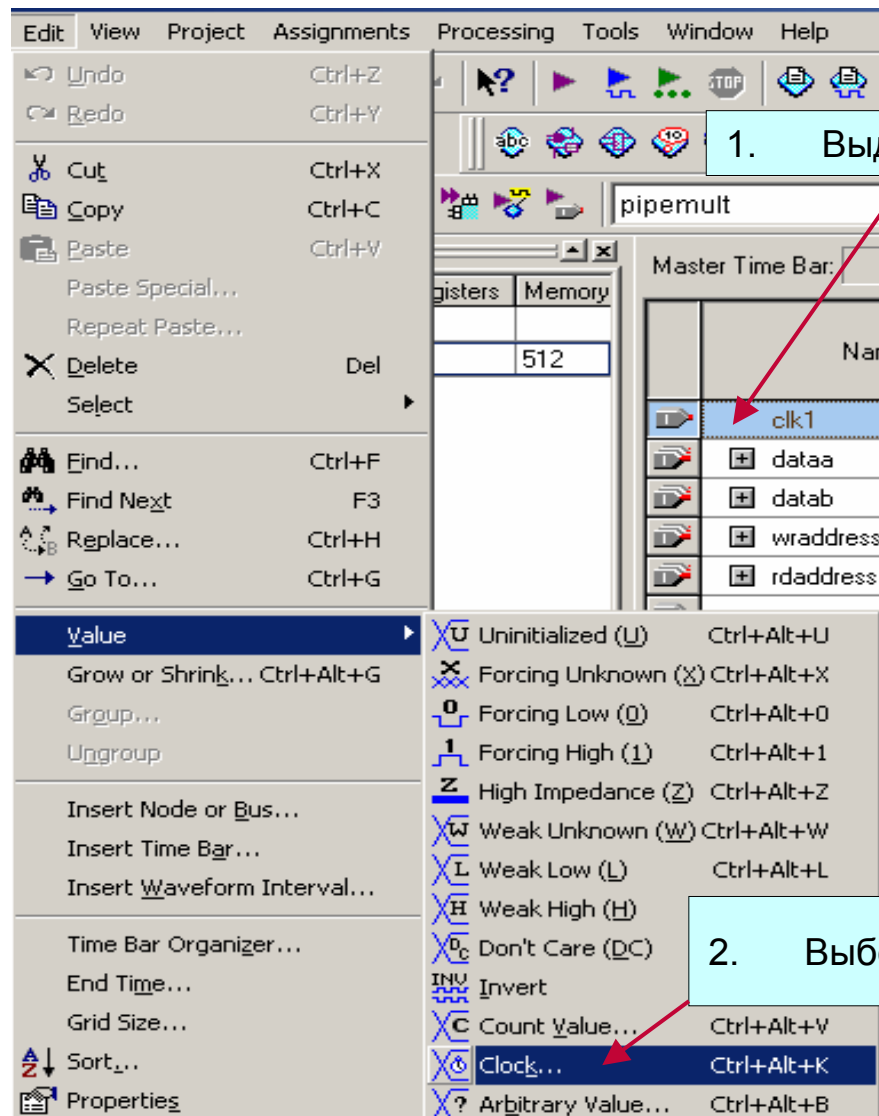 Edit View Project Assignments Processing Tools Window Help
Undo Ctrl+Z
Redo Ctrl+Y
Cut Ctrl+X
Copy Ctrl+C
Paste Ctrl+V
Paste Special...
Repeat Paste...
Delete Del
Select
Find... Ctrl+F
Find Next F3
Replace... Ctrl+H
Go To... Ctrl+G
Value
Grow or Shrink... Ctrl+Alt+G
Group...
Ungroup
Insert Node or Bus...
Insert Time Bar...
Insert Waveform Interval...
Time Bar Organizer...
End Time...
Grid Size...
Sort...
Properties
STOP
abc
1. Выд
pipemult
Master Time Bar:
gisters Memory
512
Nar
clk1
dataa
datab
wraddress
rdaddress
Uninitialized (U) Ctrl+Alt+U
Forcing Unknown (X) Ctrl+Alt+X
Forcing Low (0) Ctrl+Alt+0
Forcing High (1) Ctrl+Alt+1
High Impedance (Z) Ctrl+Alt+Z
Weak Unknown (W) Ctrl+Alt+W
Weak Low (L) Ctrl+Alt+L
Weak High (H)
Don't Care (DC)
Invert
Count Value... Ctrl+Alt+V
Clock... Ctrl+Alt+K
Arbitrary Value... Ctrl+Alt+B
2. Выб